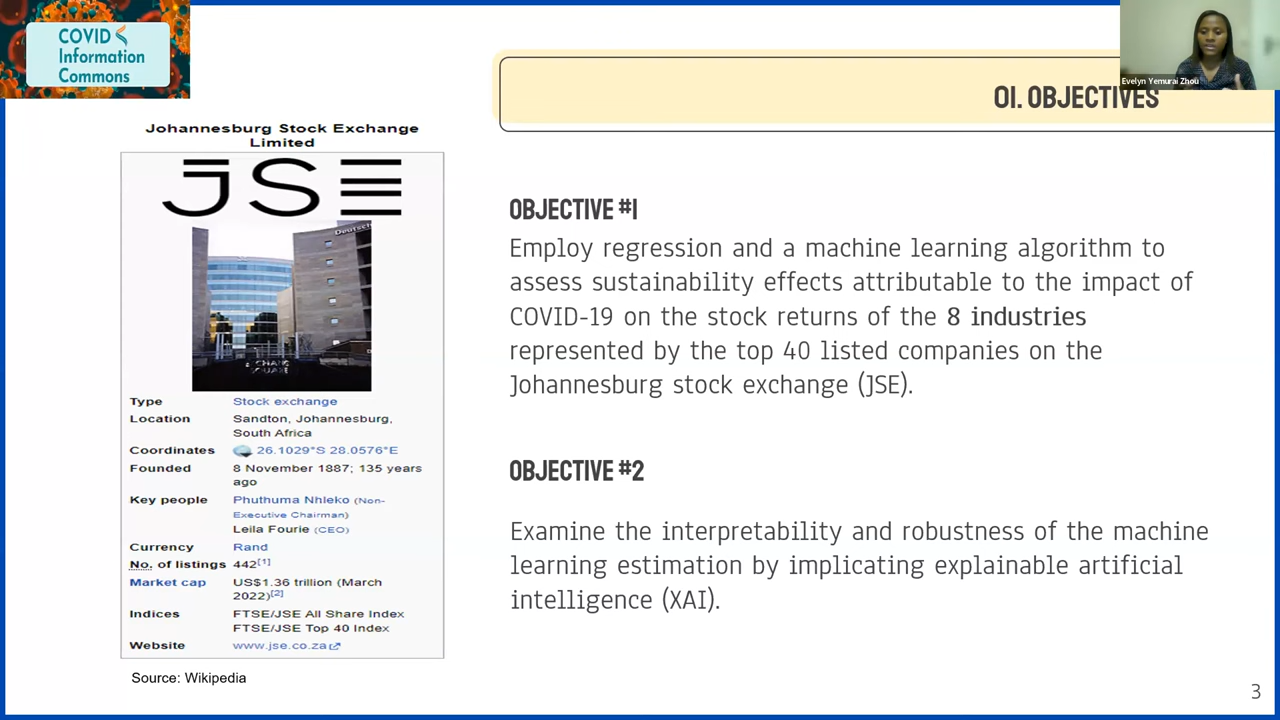 COVID
Information
Commons
Evelyn Yemurai Zhou
01. OBJECTIVES
Johannesburg Stock Exchange
Limited
JSE
Deutsch
SQUARE
Type Stock exchange
Location Sandton, Johannesburg,
South Africa
Coordinates 26.1029°S 28.0576°E
Founded 8 November 1887; 135 years
ago
Key people Phuthuma Nhleko (Non-
Executive Chairman)
Leila Fourie (CEO)
Currency Rand
No. of listings 442[1]
Market cap US$1.36 trillion (March
2022)[2]
Indices FTSE/JSE All Share Index
FTSE/JSE Top 40 Index
Website www.jse.co.za
Source: Wikipedia
OBJECTIVE #1
Employ regression and a machine learning algorithm to
assess sustainability effects attributable to the impact of
COVID-19 on the stock returns of the 8 industries
represented by the top 40 listed companies on the
Johannesburg stock exchange (JSE).
OBJECTIVE #2
Examine the interpretability and robustness of the machine
learning estimation by implicating explainable artificial
intelligence (XAI).
3